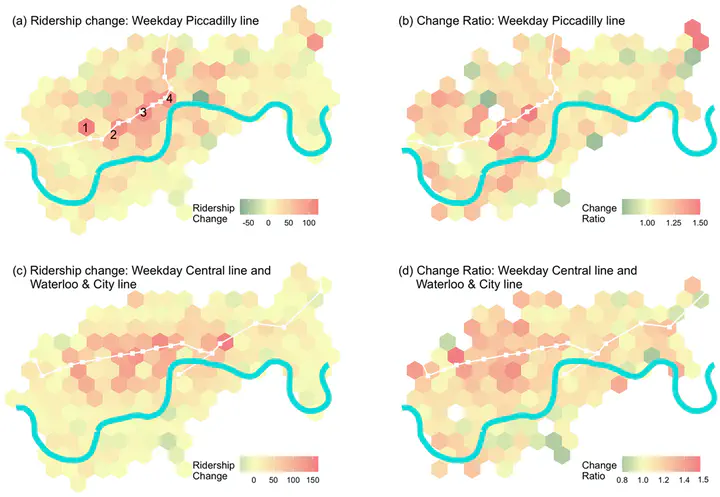 (a) Ridership change: Weekday Piccadilly line
1
2
3
4
Ridership
Change
-50 0 50 100
(b) Change Ratio: Weekday Piccadilly line
Change
Ratio
1.00 1.25 1.50
(c) Ridership change: Weekday Central line and
Waterloo & City line
Ridership
Change
0 50 100 150
(d) Change Ratio: Weekday Central line and
Waterloo & City line
Change
Ratio
0.8 1.0 1.2 1.4 1.5